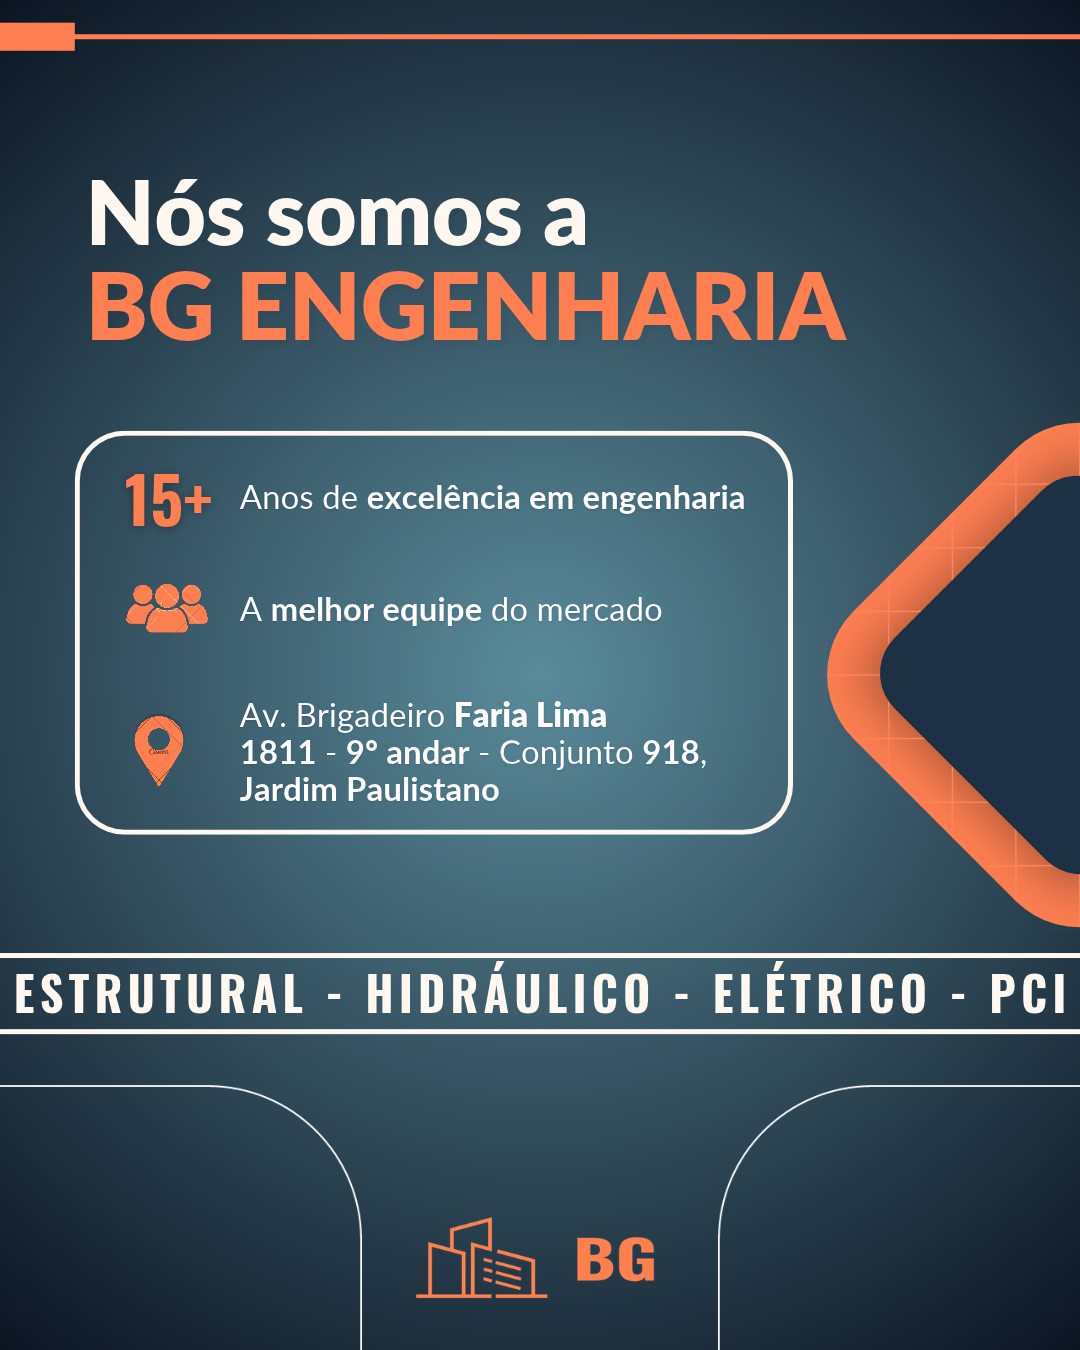 Nós somos a
BG ENGENHARIA
15+ Anos de excelência em engenharia
A melhor equipe do mercado
Av. Brigadeiro Faria Lima
1811 - 9º andar - Conjunto 918,
Jardim Paulistano
ESTRUTURAL - HIDRÁULICO - ELÉTRICO - PCI
BG